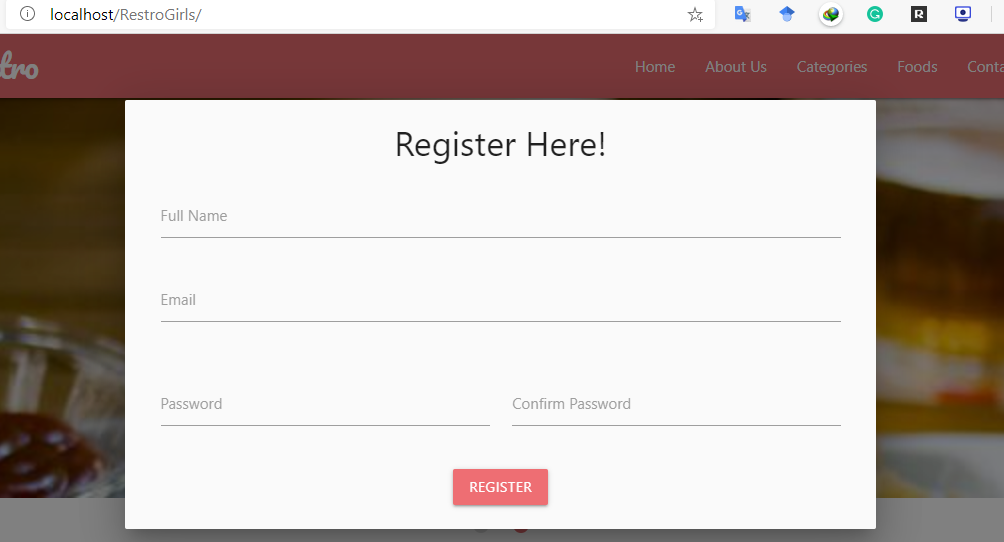 localhost/RestroGirls/
tro
Home About Us Categories Foods Conta
Register Here!
Full Name
Email
Password Confirm Password
REGISTER